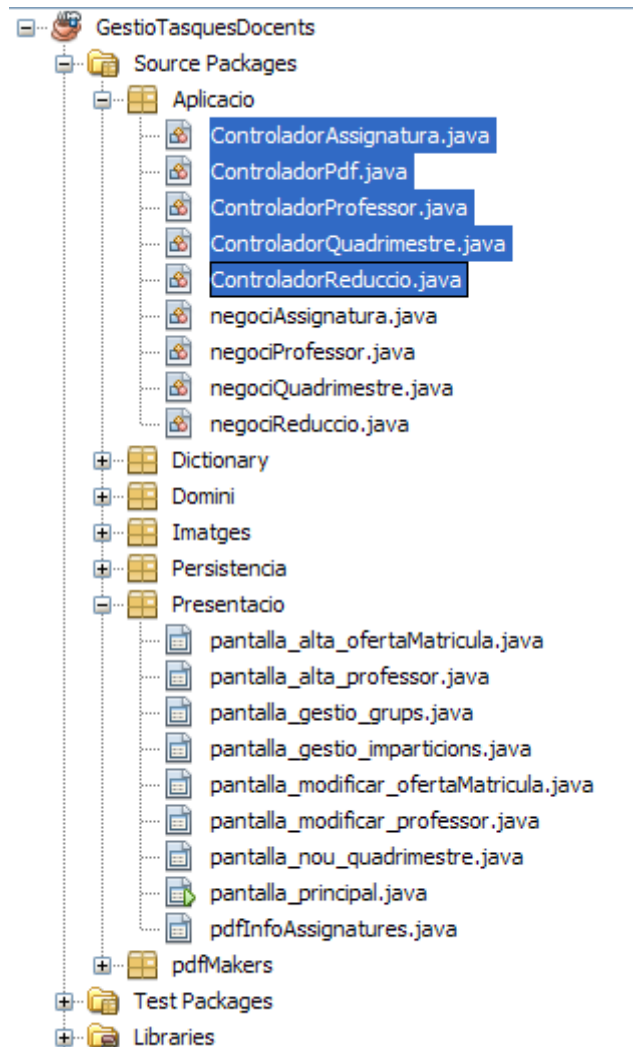 GestioTasquesDocents
Source Packages
Aplicacio
ControladorAssignatura.java
ControladorPdf.java
ControladorProfessor.java
ControladorQuadrimestre.java
ControladorReduccio.java
negociAssignatura.java
negociProfessor.java
negociQuadrimestre.java
negociReduccio.java
Dictionary
Domini
Imatges
Persistencia
Presentacio
pantalla_alta_ofertaMatricula.java
pantalla_alta_professor.java
pantalla_gestio_grups.java
pantalla_gestio_imparticions.java
pantalla_modificar_ofertaMatricula.java
pantalla_modificar_professor.java
pantalla_nou_quadrimestre.java
pantalla_principal.java
pdfInfoAssignatures.java
pdfMakers
Test Packages
Libraries